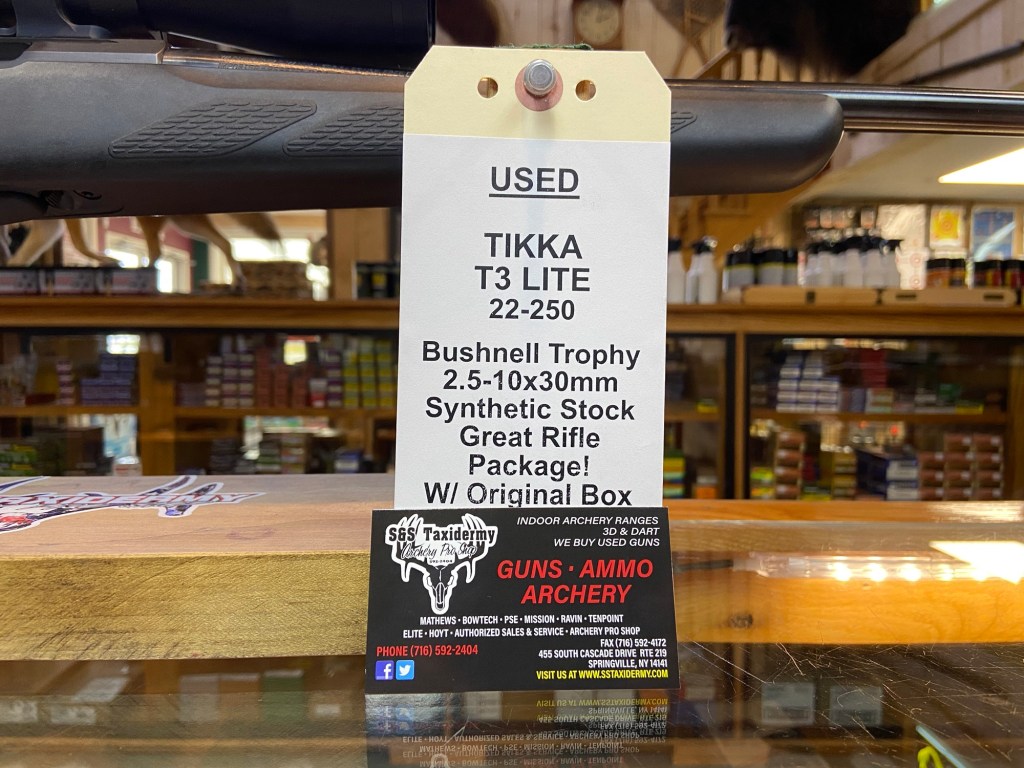 USED
TIKKA
T3 LITE
22-250
Bushnell Trophy
2.5-10x30mm
Synthetic Stock
Great Rifle
Package!
W/ Original Box
S&S Taxidermy
Archery Pro Shop
592-2404
INDOOR ARCHERY RANGES
3D & DART
WE BUY USED GUNS
GUNS · AMMO
ARCHERY
MATHEWS • BOWTECH • PSE • MISSION • RAVIN • TENPOINT
ELITE • HOYT • AUTHORIZED SALES & SERVICE • ARCHERY PRO SHOP
PHONE (716) 592-2404
FAX (716) 592-4172
455 SOUTH CASCADE DRIVE RTE 219
SPRINGVILLE, NY 14141
VISIT US AT WWW.SSTAXIDERMY.COM